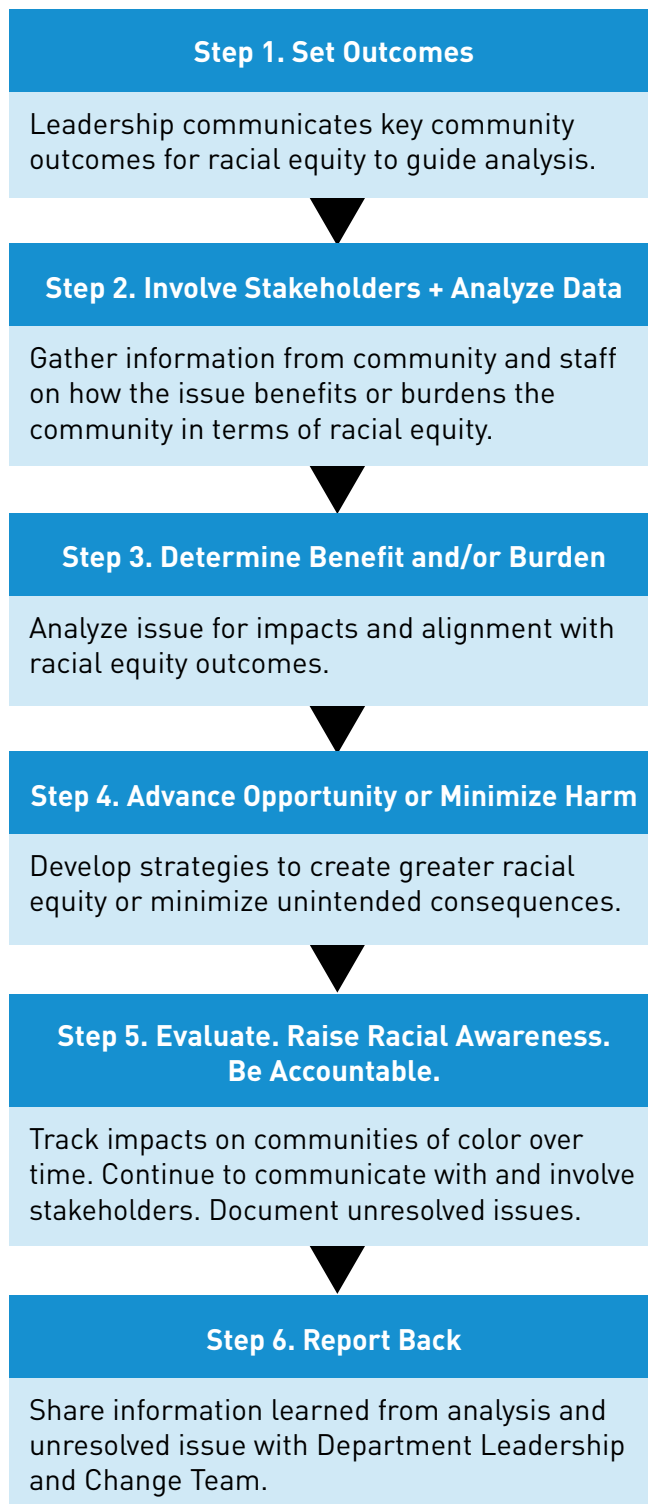 Step 1. Set Outcomes
Leadership communicates key community
outcomes for racial equity to guide analysis.
Step 2. Involve Stakeholders + Analyze Data
Gather information from community and staff
on how the issue benefits or burdens the
community in terms of racial equity.
Step 3. Determine Benefit and/or Burden
Analyze issue for impacts and alignment with
racial equity outcomes.
Step 4. Advance Opportunity or Minimize Harm
Develop strategies to create greater racial
equity or minimize unintended consequences.
Step 5. Evaluate. Raise Racial Awareness.
Be Accountable.
Track impacts on communities of color over
time. Continue to communicate with and involve
stakeholders. Document unresolved issues.
Step 6. Report Back
Share information learned from analysis and
unresolved issue with Department Leadership
and Change Team.